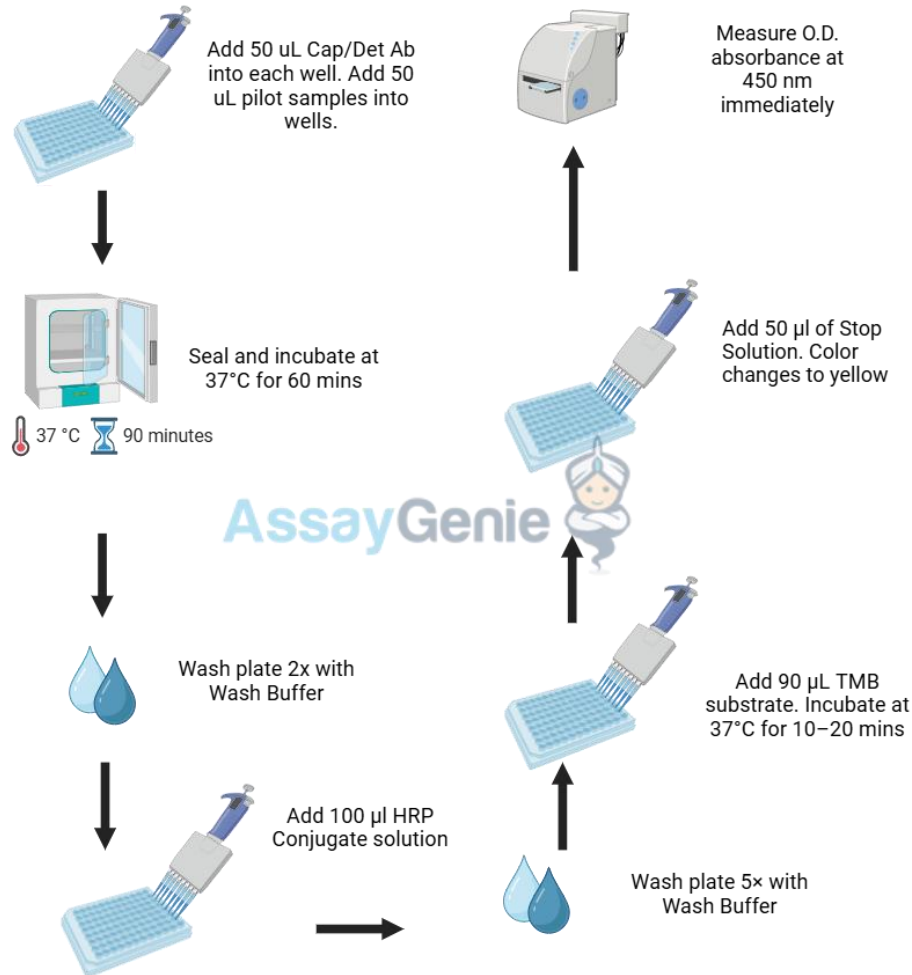 Add 50 uL Cap/Det Ab
into each well. Add 50
uL pilot samples into
wells.
Seal and incubate at
37°C for 60 mins
37 °C 90 minutes
Wash plate 2x with
Wash Buffer
Add 100 µl HRP
Conjugate solution
Wash plate 5× with
Wash Buffer
Add 90 µL TMB
substrate. Incubate at
37°C for 10–20 mins
Add 50 µl of Stop
Solution. Color
changes to yellow
Measure O.D.
absorbance at
450 nm
immediately
AssayGenie